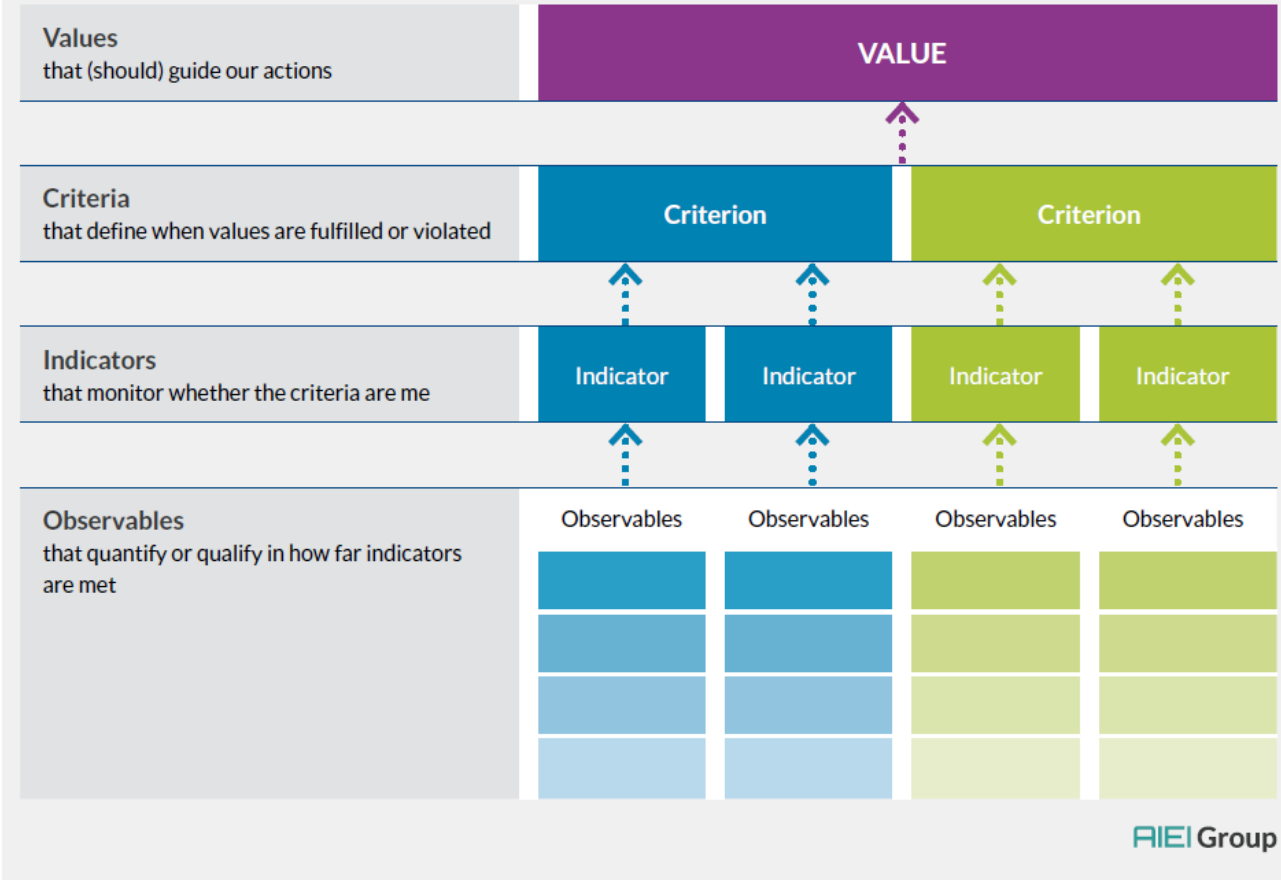 Values
that (should) guide our actions
VALUE
Criteria
that define when values are fulfilled or violated
Criterion
Criterion
Indicators
that monitor whether the criteria are me
Indicator
Indicator
Indicator
Indicator
Observables
that quantify or qualify in how far indicators
are met
Observables
Observables
Observables
Observables
AIEI Group